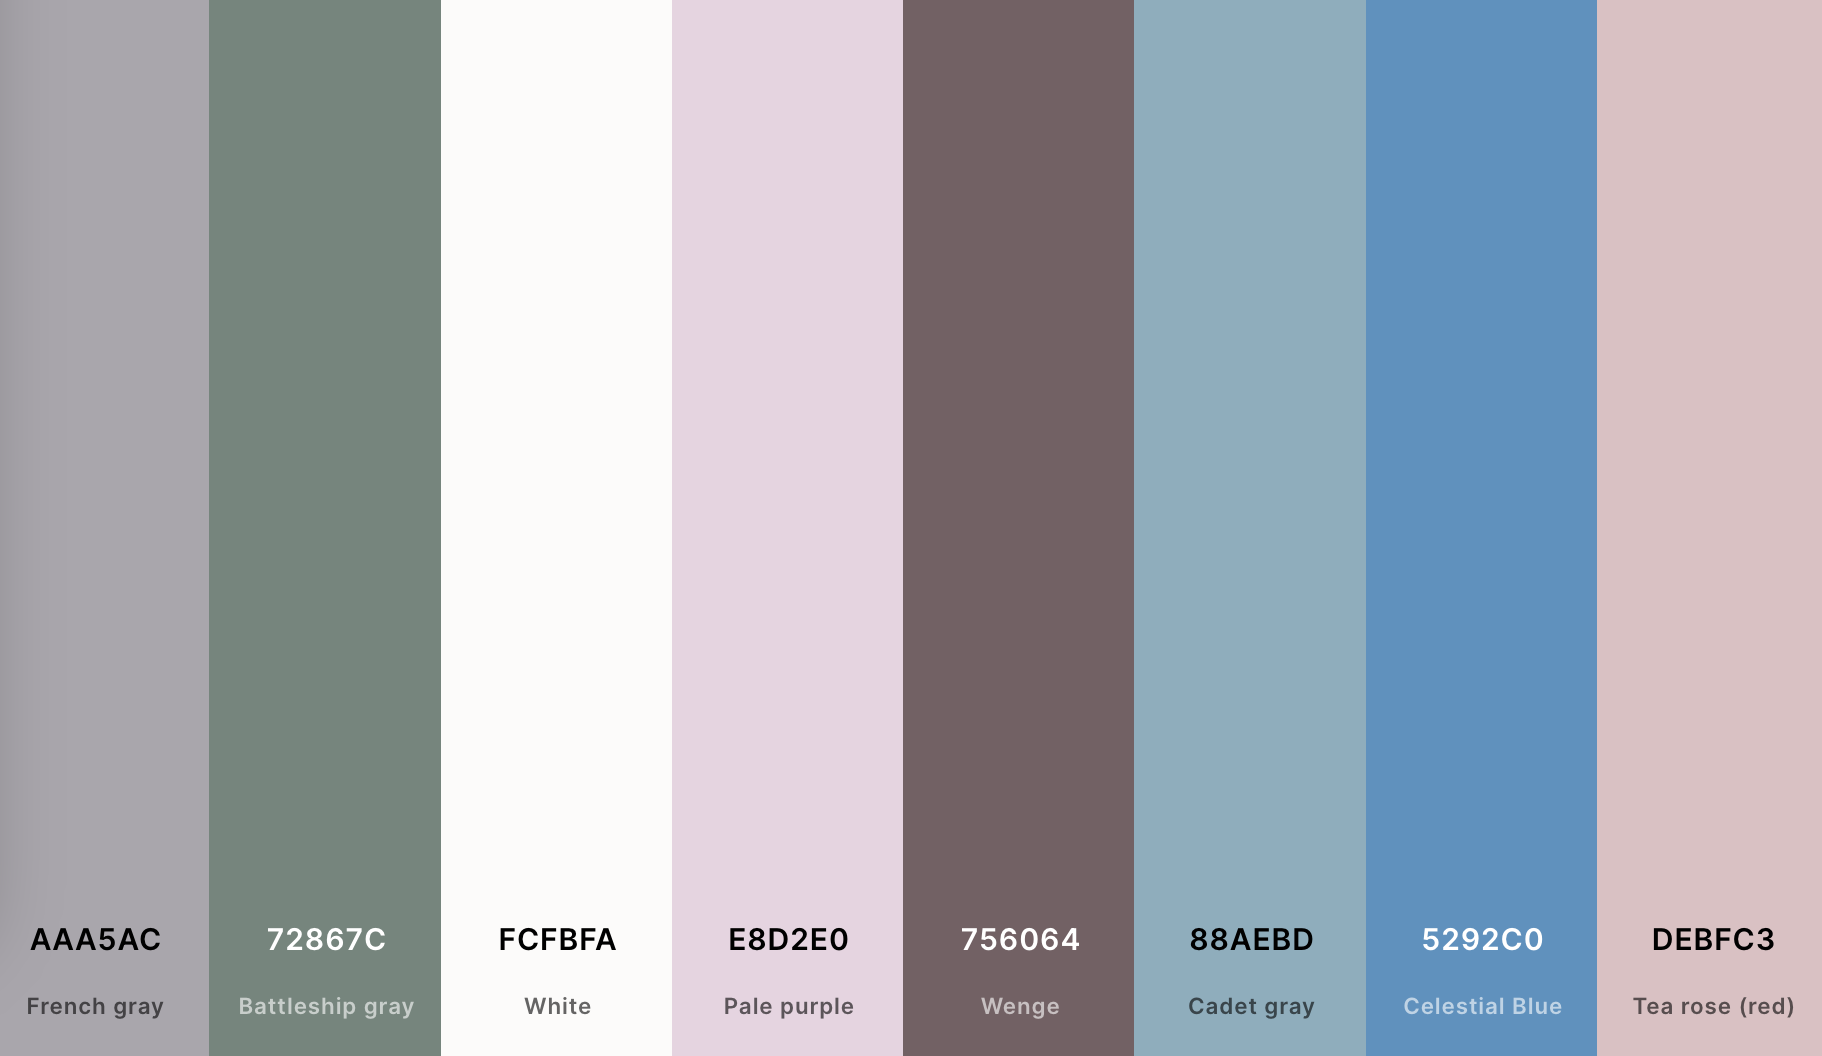 AAA5AC
72867C
FCFBFA
E8D2E0
756064
88AEBD
5292C0
DEBFC3
French gray
Battleship gray
White
Pale purple
Wenge
Cadet gray
Celestial Blue
Tea rose (red)